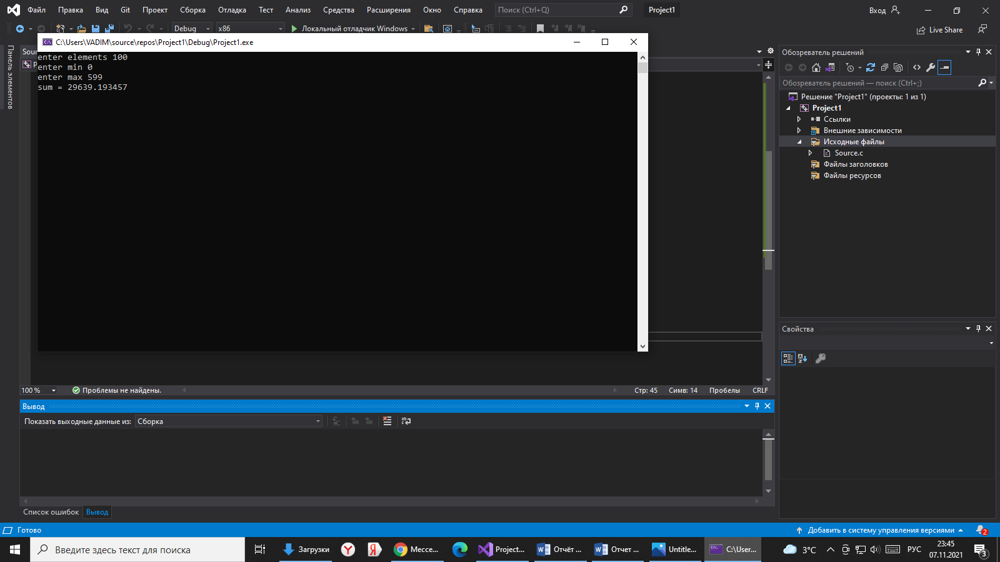 Файл Правка Вид Git Проект Сборка Отладка Тест Анализ Средства Расширения Окно Справка Поиск (Ctrl+Q) Project1 Вход
Debug x86 Локальный отладчик Windows Live Share
C:\Users\VADIM\source\repos\Project1\Debug\Project1.exe
enter elements 100
enter min 0
enter max 599
sum = 29639.193457
Панель элементов
Sour
P
Обозреватель решений
Обозреватель решений — поиск (Ctrl+;)
Решение "Project1" (проекты: 1 из 1)
Project1
Ссылки
Внешние зависимости
Исходные файлы
Source.c
Файлы заголовков
Файлы ресурсов
Свойства
100 % Проблемы не найдены. Стр: 45 Симв: 14 Пробелы CRLF
Вывод
Показать выходные данные из: Сборка
Список ошибок Вывод
Готово Добавить в систему управления версиями 2
Введите здесь текст для поиска Загрузки Мессе... Project... Отчёт ... Отчет ... Untitle... C:\User... 3°C РУС 23:45
07.11.2021 3